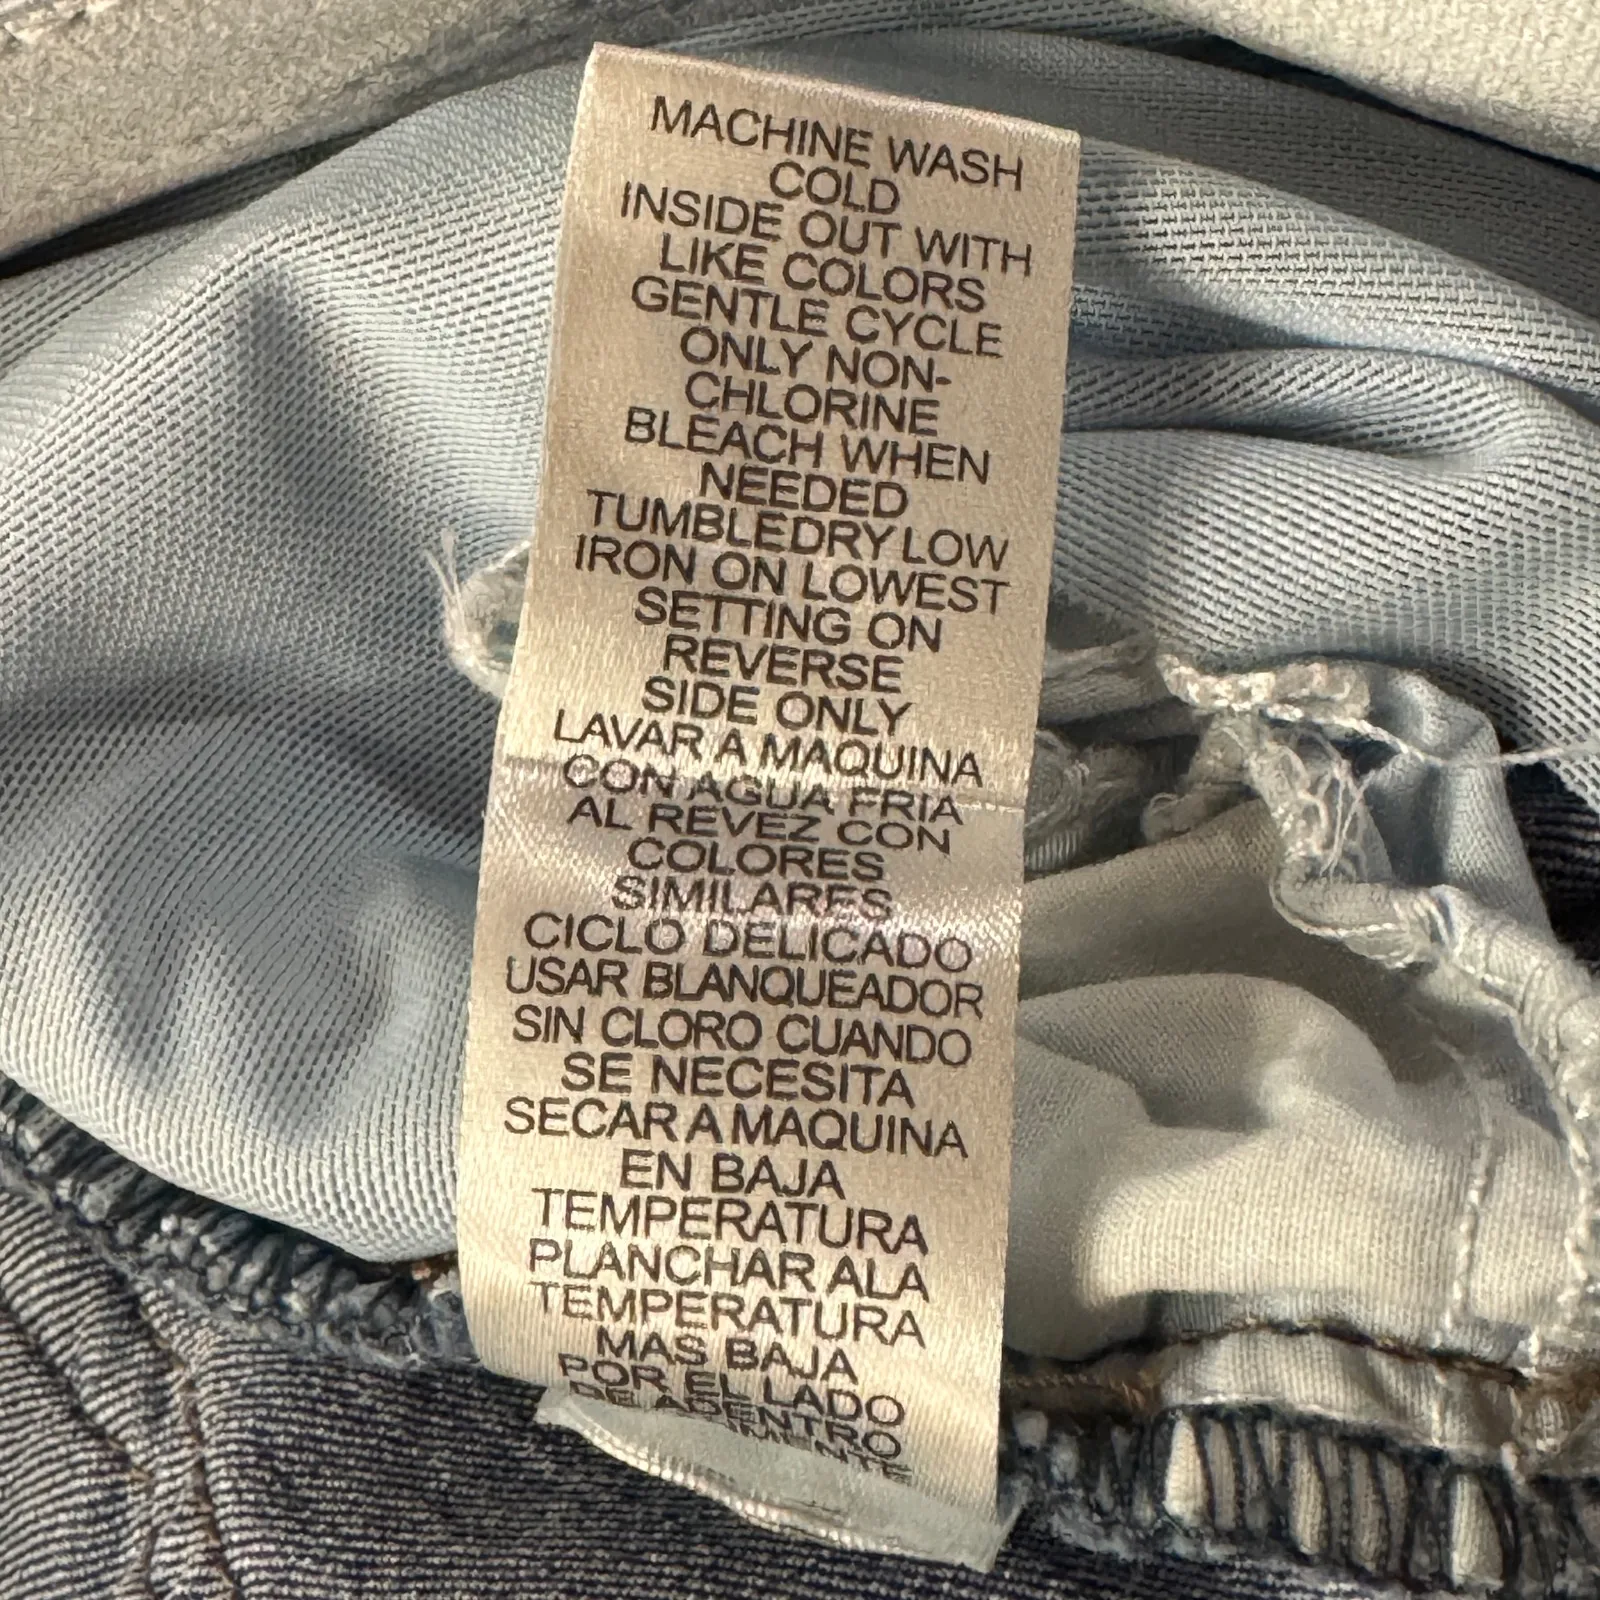 MACHINE WASH
COLD
INSIDE OUT WITH
LIKE COLORS
GENTLE CYCLE
ONLY NON-
CHLORINE
BLEACH WHEN
NEEDED
TUMBLEDRY LOW
IRON ON LOWEST
SETTING ON
REVERSE
SIDE ONLY
LAVAR A MAQUINA
CON AGUA FRIA
AL REVEZ CON
COLORES
SIMILARES
CICLO DELICADO
USAR BLANQUEADOR
SIN CLORO CUANDO
SE NECESITA
SECAR A MAQUINA
EN BAJA
TEMPERATURA
PLANCHAR ALA
TEMPERATURA
MAS BAJA
POR EL LADO
DE ADENTRO